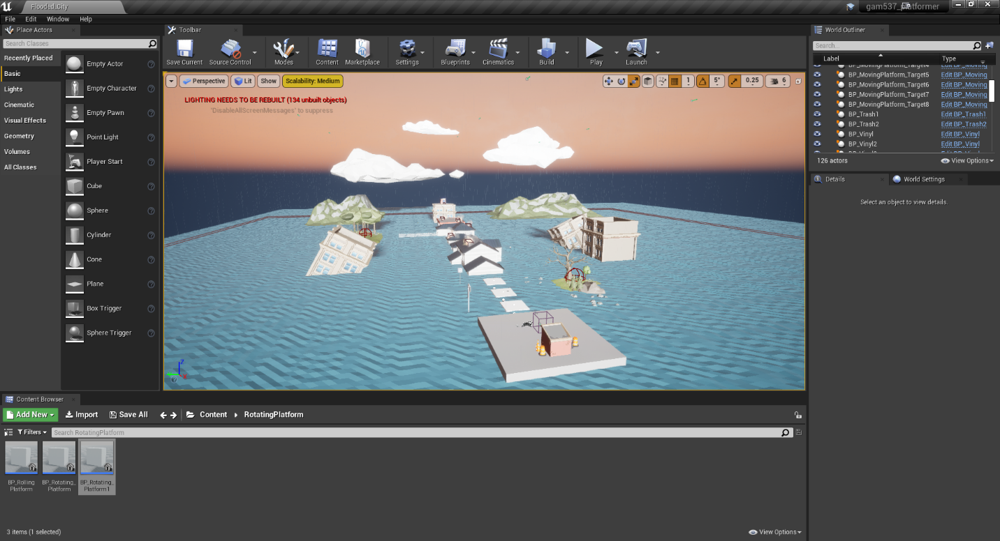 Flooded_City
gam537_platformer
File Edit Window Help
Place Actors
Search Classes
Recently Placed
Basic
Lights
Cinematic
Visual Effects
Geometry
Volumes
All Classes
Empty Actor
Empty Character
Empty Pawn
Point Light
Player Start
Cube
Sphere
Cylinder
Cone
Plane
Box Trigger
Sphere Trigger
Toolbar
Save Current Source Control Modes Content Marketplace Settings Blueprints Cinematics Build Play Launch
Perspective Lit Show Scalability: Medium
1 5° 0.25 6
LIGHTING NEEDS TO BE REBUILT (134 unbuilt objects)
'DisableAllScreenMessages' to suppress
Z
X
World Outliner
Search...
Label Type
BP_MovingPlatform_Target4 Edit BP_Moving
BP_MovingPlatform_Target5 Edit BP_Moving
BP_MovingPlatform_Target6 Edit BP_Moving
BP_MovingPlatform_Target7 Edit BP_Moving
BP_MovingPlatform_Target8 Edit BP_Moving
BP_Trash1 Edit BP_Trash1
BP_Trash2 Edit BP_Trash2
BP_Vinyl Edit BP_Vinyl
BP_Vinyl2 Edit BP_Vinyl
126 actors View Options
Details World Settings
Select an object to view details.
Content Browser
Add New Import Save All Content RotatingPlatform
Filters Search RotatingPlatform
BP_Rolling
Platform
BP_Rotating_
Platform
BP_Rotating_
Platform1
3 items (1 selected) View Options